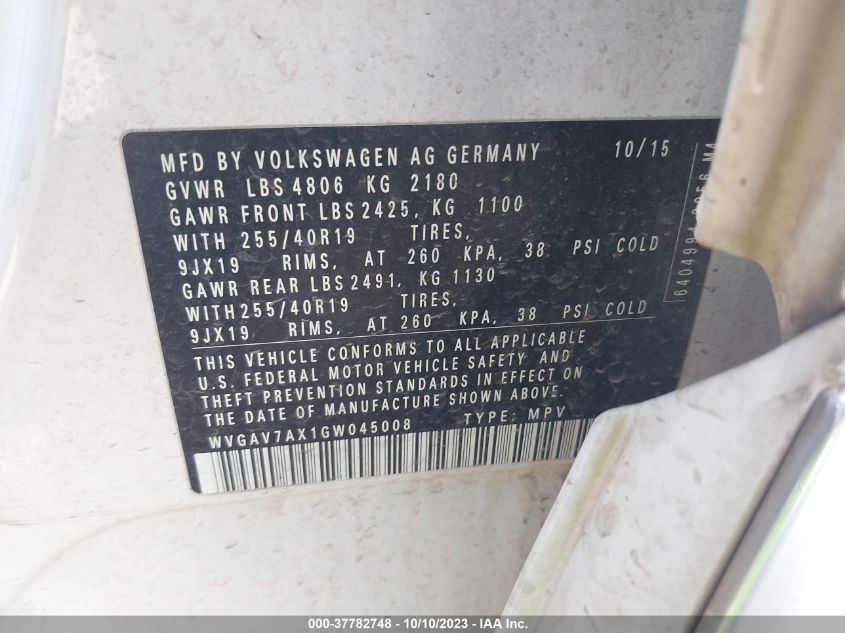 MFD BY VOLKSWAGEN AG GERMANY 10/15
GVWR LBS 4806 KG 2180
GAWR FRONT LBS 2425, KG 1100
WITH 255/40R19 TIRES,
9JX19 RIMS, AT 260 KPA, 38 PSI COLD
GAWR REAR LBS 2491, KG 1130
WITH 255/40R19 TIRES,
9JX19 RIMS, AT 260 KPA, 38 PSI COLD
THIS VEHICLE CONFORMS TO ALL APPLICABLE
U.S. FEDERAL MOTOR VEHICLE SAFETY AND
THEFT PREVENTION STANDARDS IN EFFECT ON
THE DATE OF MANUFACTURE SHOWN ABOVE.
WVGAV7AX1GW045008 TYPE: MPV
000-37782748 - 10/10/2023 - IAA Inc.